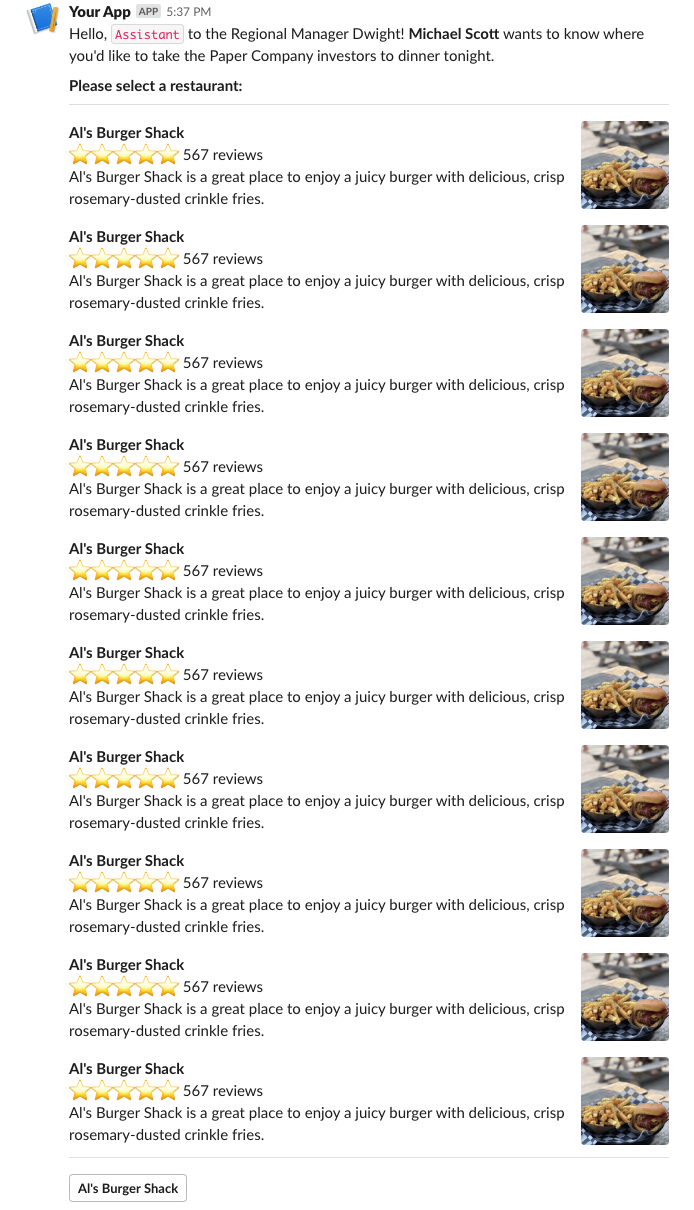 Your App APP 5:37 PM
Hello, Assistant to the Regional Manager Dwight! Michael Scott wants to know where
you'd like to take the Paper Company investors to dinner tonight.
Please select a restaurant:
Al's Burger Shack
567 reviews
Al's Burger Shack is a great place to enjoy a juicy burger with delicious, crisp
rosemary-dusted crinkle fries.
Al's Burger Shack
567 reviews
Al's Burger Shack is a great place to enjoy a juicy burger with delicious, crisp
rosemary-dusted crinkle fries.
Al's Burger Shack
567 reviews
Al's Burger Shack is a great place to enjoy a juicy burger with delicious, crisp
rosemary-dusted crinkle fries.
Al's Burger Shack
567 reviews
Al's Burger Shack is a great place to enjoy a juicy burger with delicious, crisp
rosemary-dusted crinkle fries.
Al's Burger Shack
567 reviews
Al's Burger Shack is a great place to enjoy a juicy burger with delicious, crisp
rosemary-dusted crinkle fries.
Al's Burger Shack
567 reviews
Al's Burger Shack is a great place to enjoy a juicy burger with delicious, crisp
rosemary-dusted crinkle fries.
Al's Burger Shack
567 reviews
Al's Burger Shack is a great place to enjoy a juicy burger with delicious, crisp
rosemary-dusted crinkle fries.
Al's Burger Shack
567 reviews
Al's Burger Shack is a great place to enjoy a juicy burger with delicious, crisp
rosemary-dusted crinkle fries.
Al's Burger Shack
567 reviews
Al's Burger Shack is a great place to enjoy a juicy burger with delicious, crisp
rosemary-dusted crinkle fries.
Al's Burger Shack
567 reviews
Al's Burger Shack is a great place to enjoy a juicy burger with delicious, crisp
rosemary-dusted crinkle fries.
Al's Burger Shack